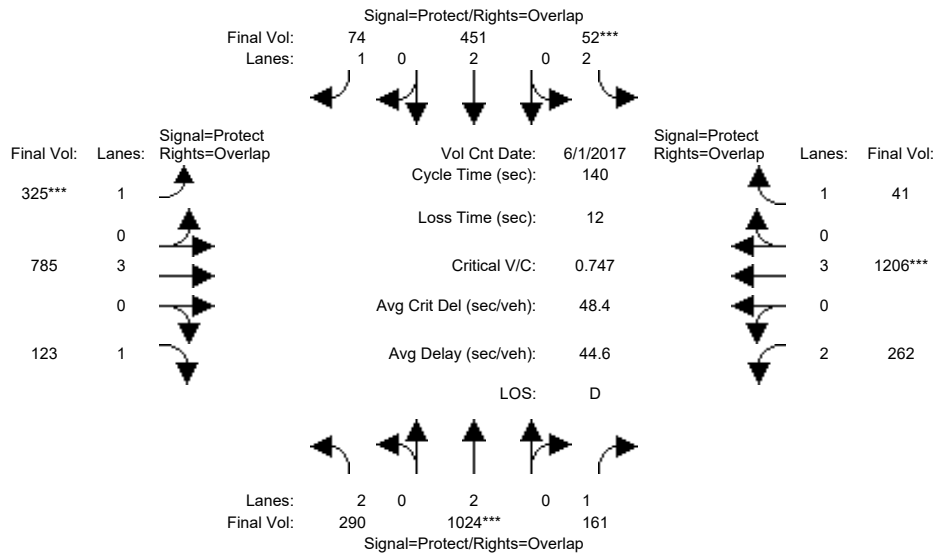 Signal=Protect/Rights=Overlap
Final Vol: 74 451 52***
Lanes: 1 0 2 0 2
Signal=Protect
Final Vol: Lanes: Rights=Overlap
Vol Cnt Date: 6/1/2017
Signal=Protect
Rights=Overlap Lanes: Final Vol:
Cycle Time (sec): 140
325*** 1
1 41
Loss Time (sec): 12
0
0
785 3
Critical V/C: 0.747
3 1206***
0
Avg Crit Del (sec/veh): 48.4
0
123 1
Avg Delay (sec/veh): 44.6
2 262
LOS: D
Lanes: 2 0 2 0 1
Final Vol: 290 1024*** 161
Signal=Protect/Rights=Overlap